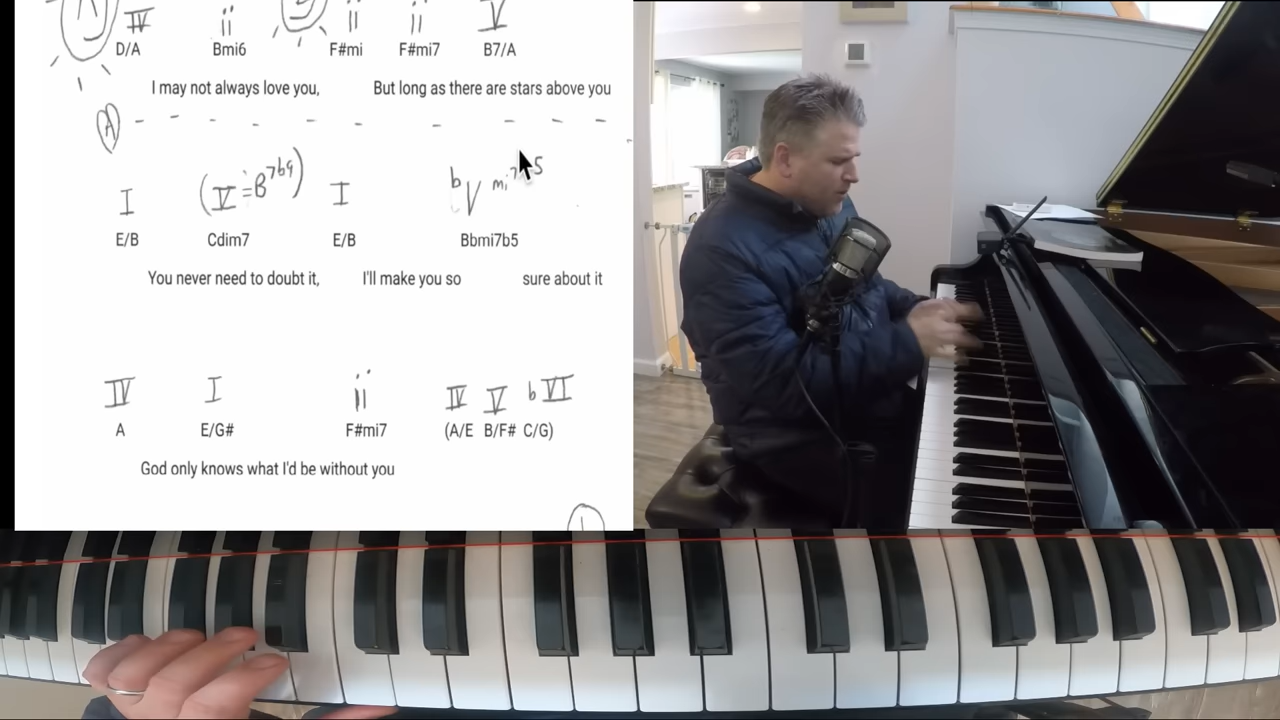 IV ii ii ii V
D/A Bmi6 F#mi F#mi7 B7/A
I may not always love you, But long as there are stars above you
A
I (V=B7b9) I bV mi7-5
E/B Cdim7 E/B Bbmi7b5
You never need to doubt it, I'll make you so sure about it
IV I ii IV V bVI
A E/G# F#mi7 (A/E B/F# C/G)
God only knows what I'd be without you